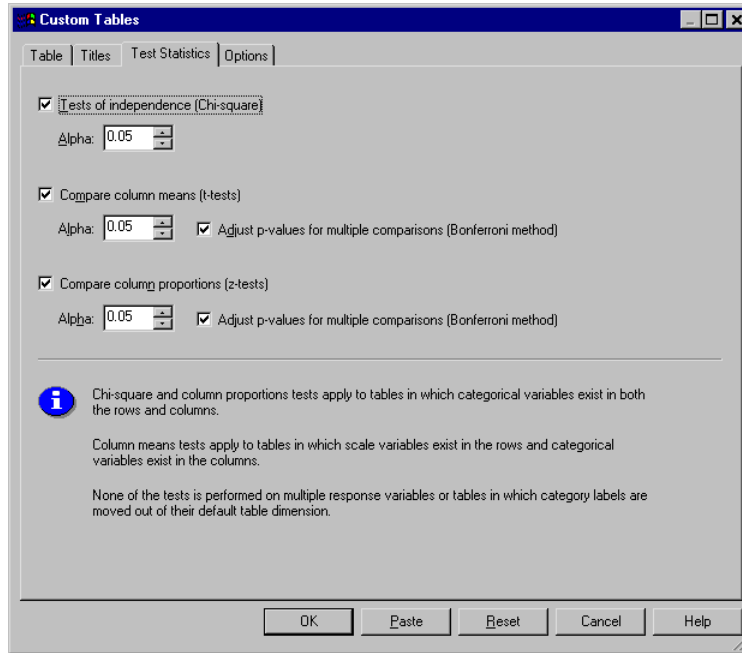 Custom Tables
Table Titles Test Statistics Options
Tests of independence (Chi-square)
Alpha: 0.05
Compare column means (t-tests)
Alpha: 0.05 Adjust p-values for multiple comparisons (Bonferroni method)
Compare column proportions (z-tests)
Alpha: 0.05 Adjust p-values for multiple comparisons (Bonferroni method)
Chi-square and column proportions tests apply to tables in which categorical variables exist in both
the rows and columns.
Column means tests apply to tables in which scale variables exist in the rows and categorical
variables exist in the columns.
None of the tests is performed on multiple response variables or tables in which category labels are
moved out of their default table dimension.
OK Paste Reset Cancel Help